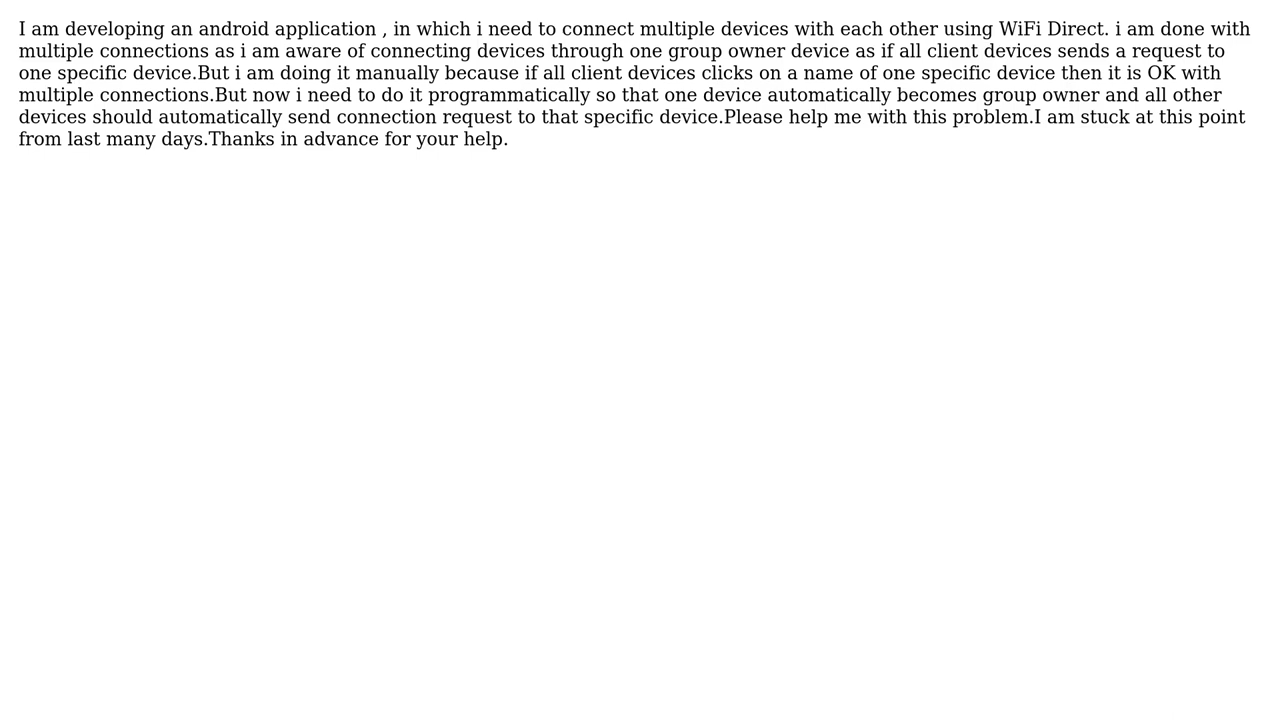 I am developing an android application , in which i need to connect multiple devices with each other using WiFi Direct. i am done with
multiple connections as i am aware of connecting devices through one group owner device as if all client devices sends a request to
one specific device.But i am doing it manually because if all client devices clicks on a name of one specific device then it is OK with
multiple connections.But now i need to do it programmatically so that one device automatically becomes group owner and all other
devices should automatically send connection request to that specific device.Please help me with this problem.I am stuck at this point
from last many days.Thanks in advance for your help.